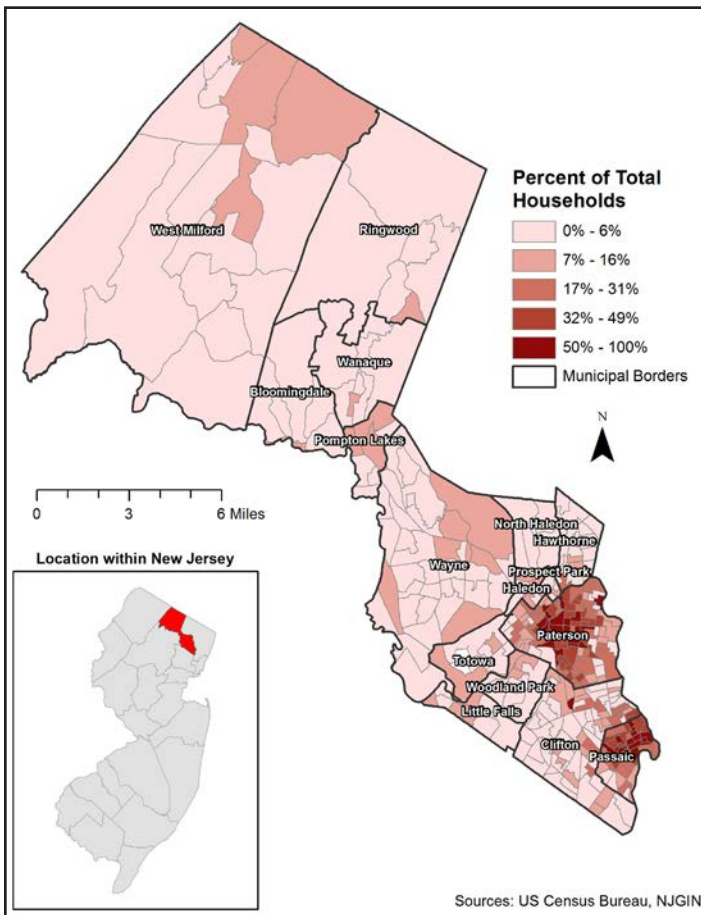 Percent of Total
Households
0% - 6%
7% - 16%
17% - 31%
32% - 49%
50% - 100%
Municipal Borders
N
West Milford
Ringwood
Wanaque
Bloomingdale
Pompton Lakes
0 3 6 Miles
North Haledon
Hawthorne
Wayne
Prospect Park
Haledon
Paterson
Totowa
Woodland Park
Little Falls
Clifton
Passaic
Location within New Jersey
Sources: US Census Bureau, NJGIN